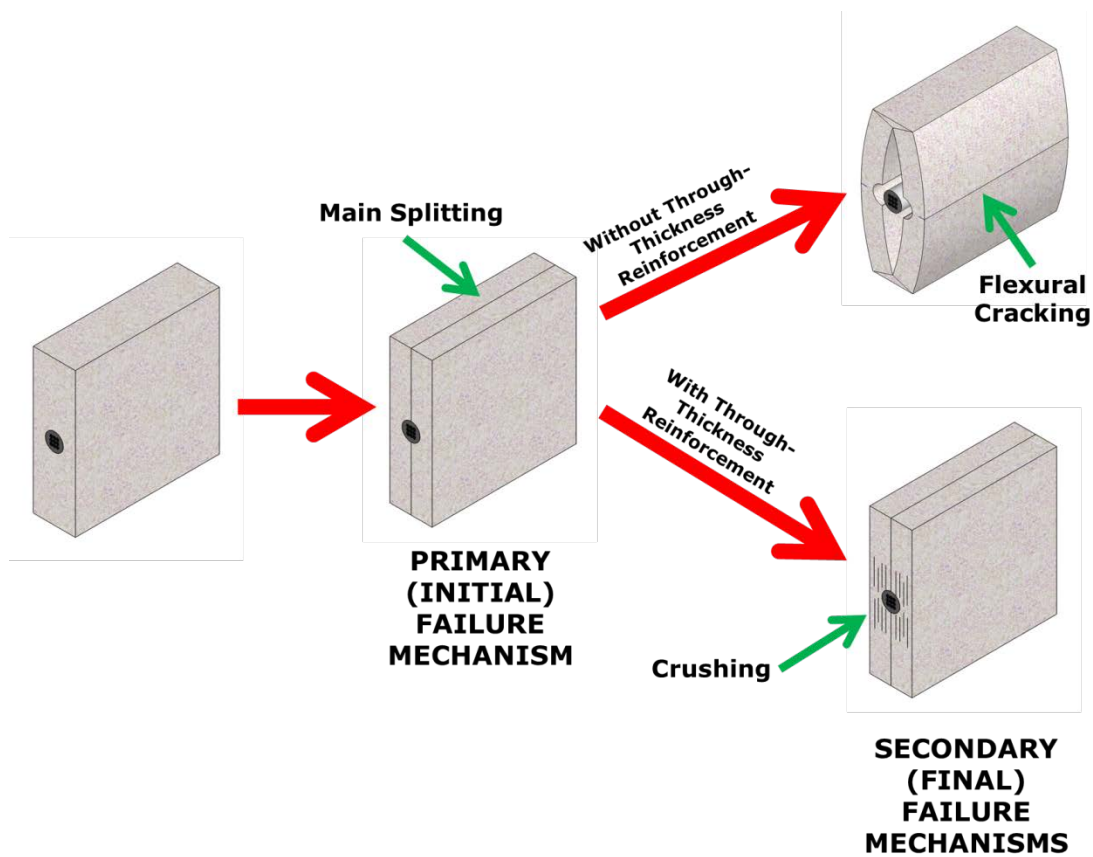 Main Splitting
Without Through-
Thickness
Reinforcement
Flexural
Cracking
PRIMARY
(INITIAL)
FAILURE
MECHANISM
With Through-
Thickness
Reinforcement
Crushing
SECONDARY
(FINAL)
FAILURE
MECHANISMS